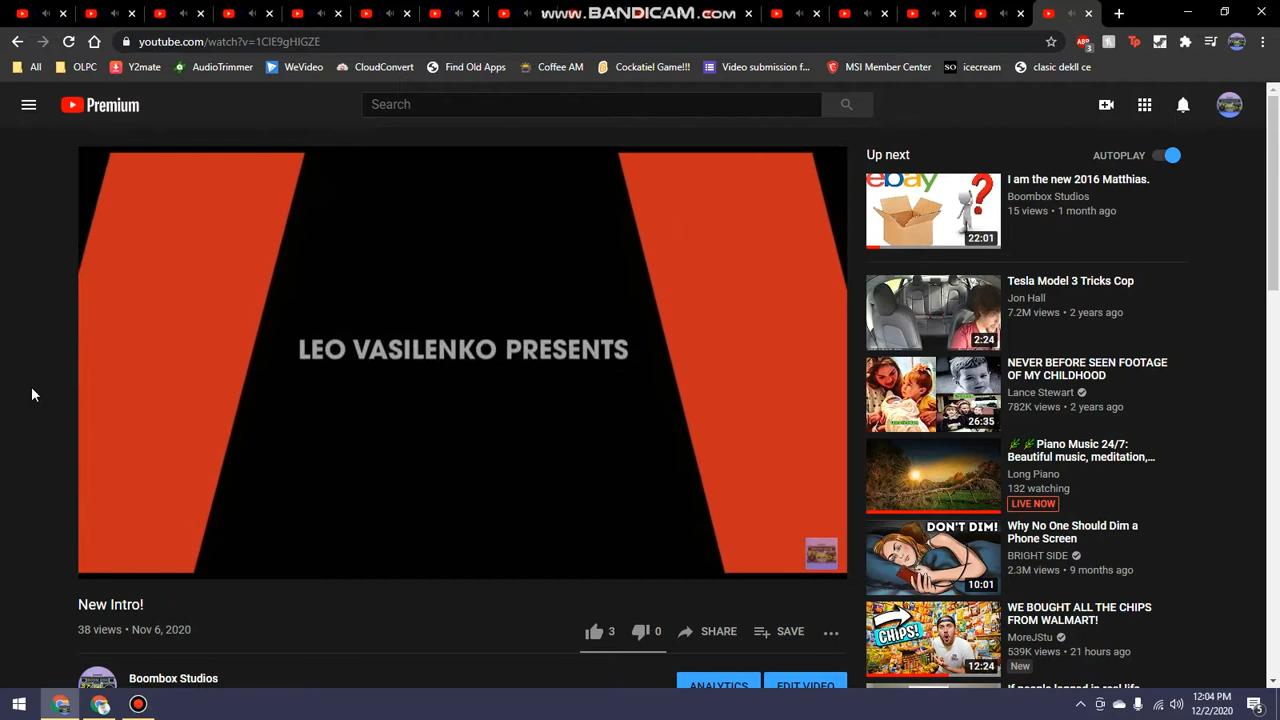 WWW.BANDICAM.COM
youtube.com/watch?v=1ClE9gHIGZE
ABP
3
Tp
All
OLPC
Y2mate
AudioTrimmer
WeVideo
CloudConvert
Find Old Apps
Coffee AM
Cockatiel Game!!!
Video submission f...
MSI Member Center
SO
icecream
clasic dekll ce
Premium
Search
LEO VASILENKO PRESENTS
New Intro!
38 views • Nov 6, 2020
3
0
SHARE
SAVE
Boombox Studios
ANALYTICS
EDIT VIDEO
Up next
AUTOPLAY
ebay
22:01
I am the new 2016 Matthias.
Boombox Studios
15 views • 1 month ago
2:24
Tesla Model 3 Tricks Cop
Jon Hall
7.2M views • 2 years ago
26:35
NEVER BEFORE SEEN FOOTAGE
OF MY CHILDHOOD
Lance Stewart
782K views • 2 years ago
Piano Music 24/7:
Beautiful music, meditation,...
Long Piano
132 watching
LIVE NOW
DON'T DIM!
10:01
Why No One Should Dim a
Phone Screen
BRIGHT SIDE
2.3M views • 9 months ago
CHIPS!
12:24
WE BOUGHT ALL THE CHIPS
FROM WALMART!
MoreJStu
539K views • 21 hours ago
New
12:04 PM
12/2/2020
5